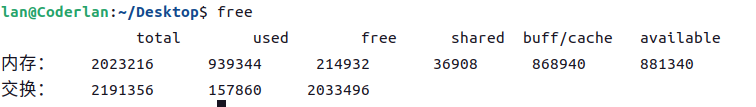 lan@Coderlan:~/Desktop$ free
total used free shared buff/cache available
内存: 2023216 939344 214932 36908 868940 881340
交换: 2191356 157860 2033496